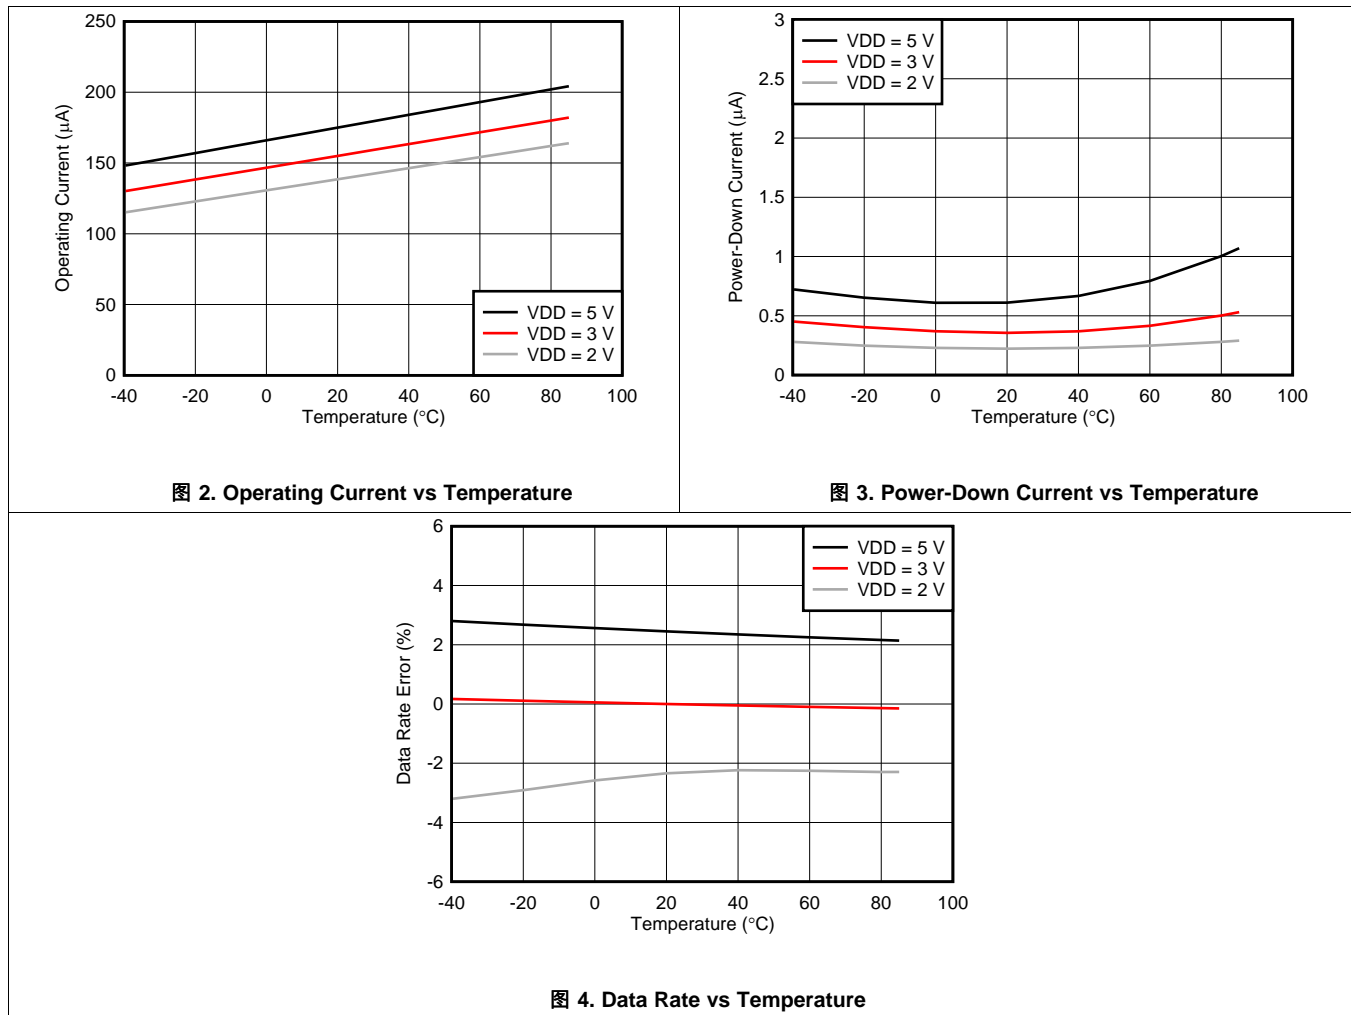 250
200
150
100
50
0
Operating Current (µA)
VDD = 5 V
VDD = 3 V
VDD = 2 V
-40 -20 0 20 40 60 80 100
Temperature (°C)
图 2. Operating Current vs Temperature
3
2.5
2
1.5
1
0.5
0
Power-Down Current (µA)
VDD = 5 V
VDD = 3 V
VDD = 2 V
-40 -20 0 20 40 60 80 100
Temperature (°C)
图 3. Power-Down Current vs Temperature
6
4
2
0
-2
-4
-6
Data Rate Error (%)
VDD = 5 V
VDD = 3 V
VDD = 2 V
-40 -20 0 20 40 60 80 100
Temperature (°C)
图 4. Data Rate vs Temperature